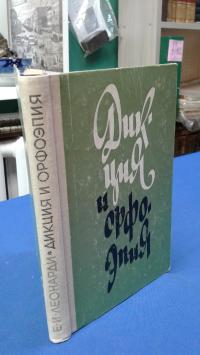 Е.И. ЛЕОНАРДИ • ДИКЦИЯ И ОРФОЭПИЯ
Дик-
ция
и
орфо-
эпия